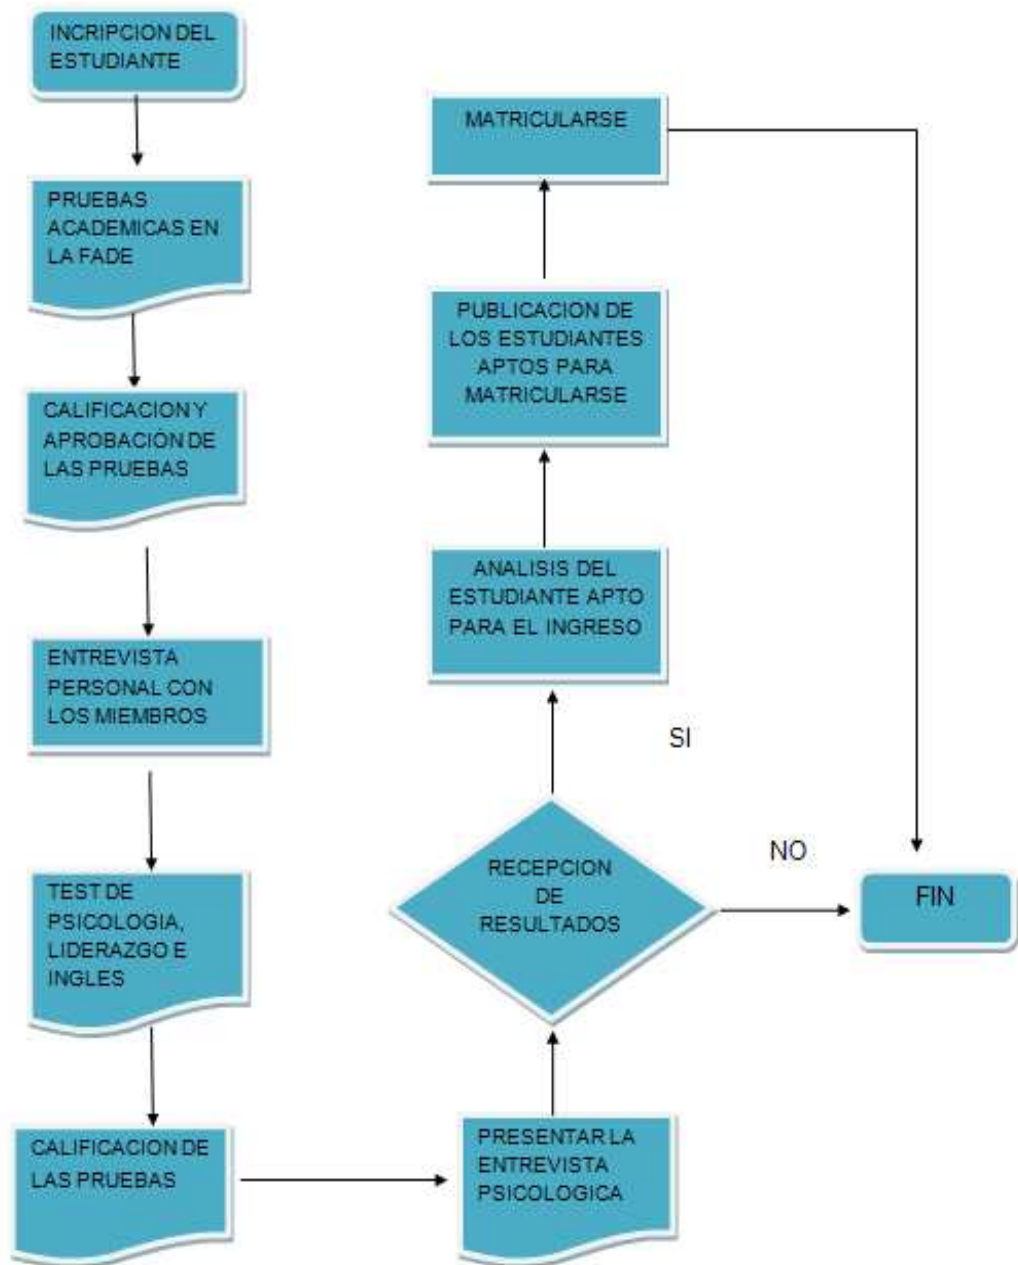 INCRIPCION DEL
ESTUDIANTE
PRUEBAS
ACADEMICAS EN
LA FADE
CALIFICACION Y
APROBACIÓN DE
LAS PRUEBAS
ENTREVISTA
PERSONAL CON
LOS MIEMBROS
TEST DE
PSICOLOGIA,
LIDERAZGO E
INGLES
CALIFICACION DE
LAS PRUEBAS
PRESENTAR LA
ENTREVISTA
PSICOLOGICA
RECEPCION
DE
RESULTADOS
SI
NO
ANALISIS DEL
ESTUDIANTE APTO
PARA EL INGRESO
PUBLICACION DE
LOS ESTUDIANTES
APTOS PARA
MATRICULARSE
MATRICULARSE
FIN